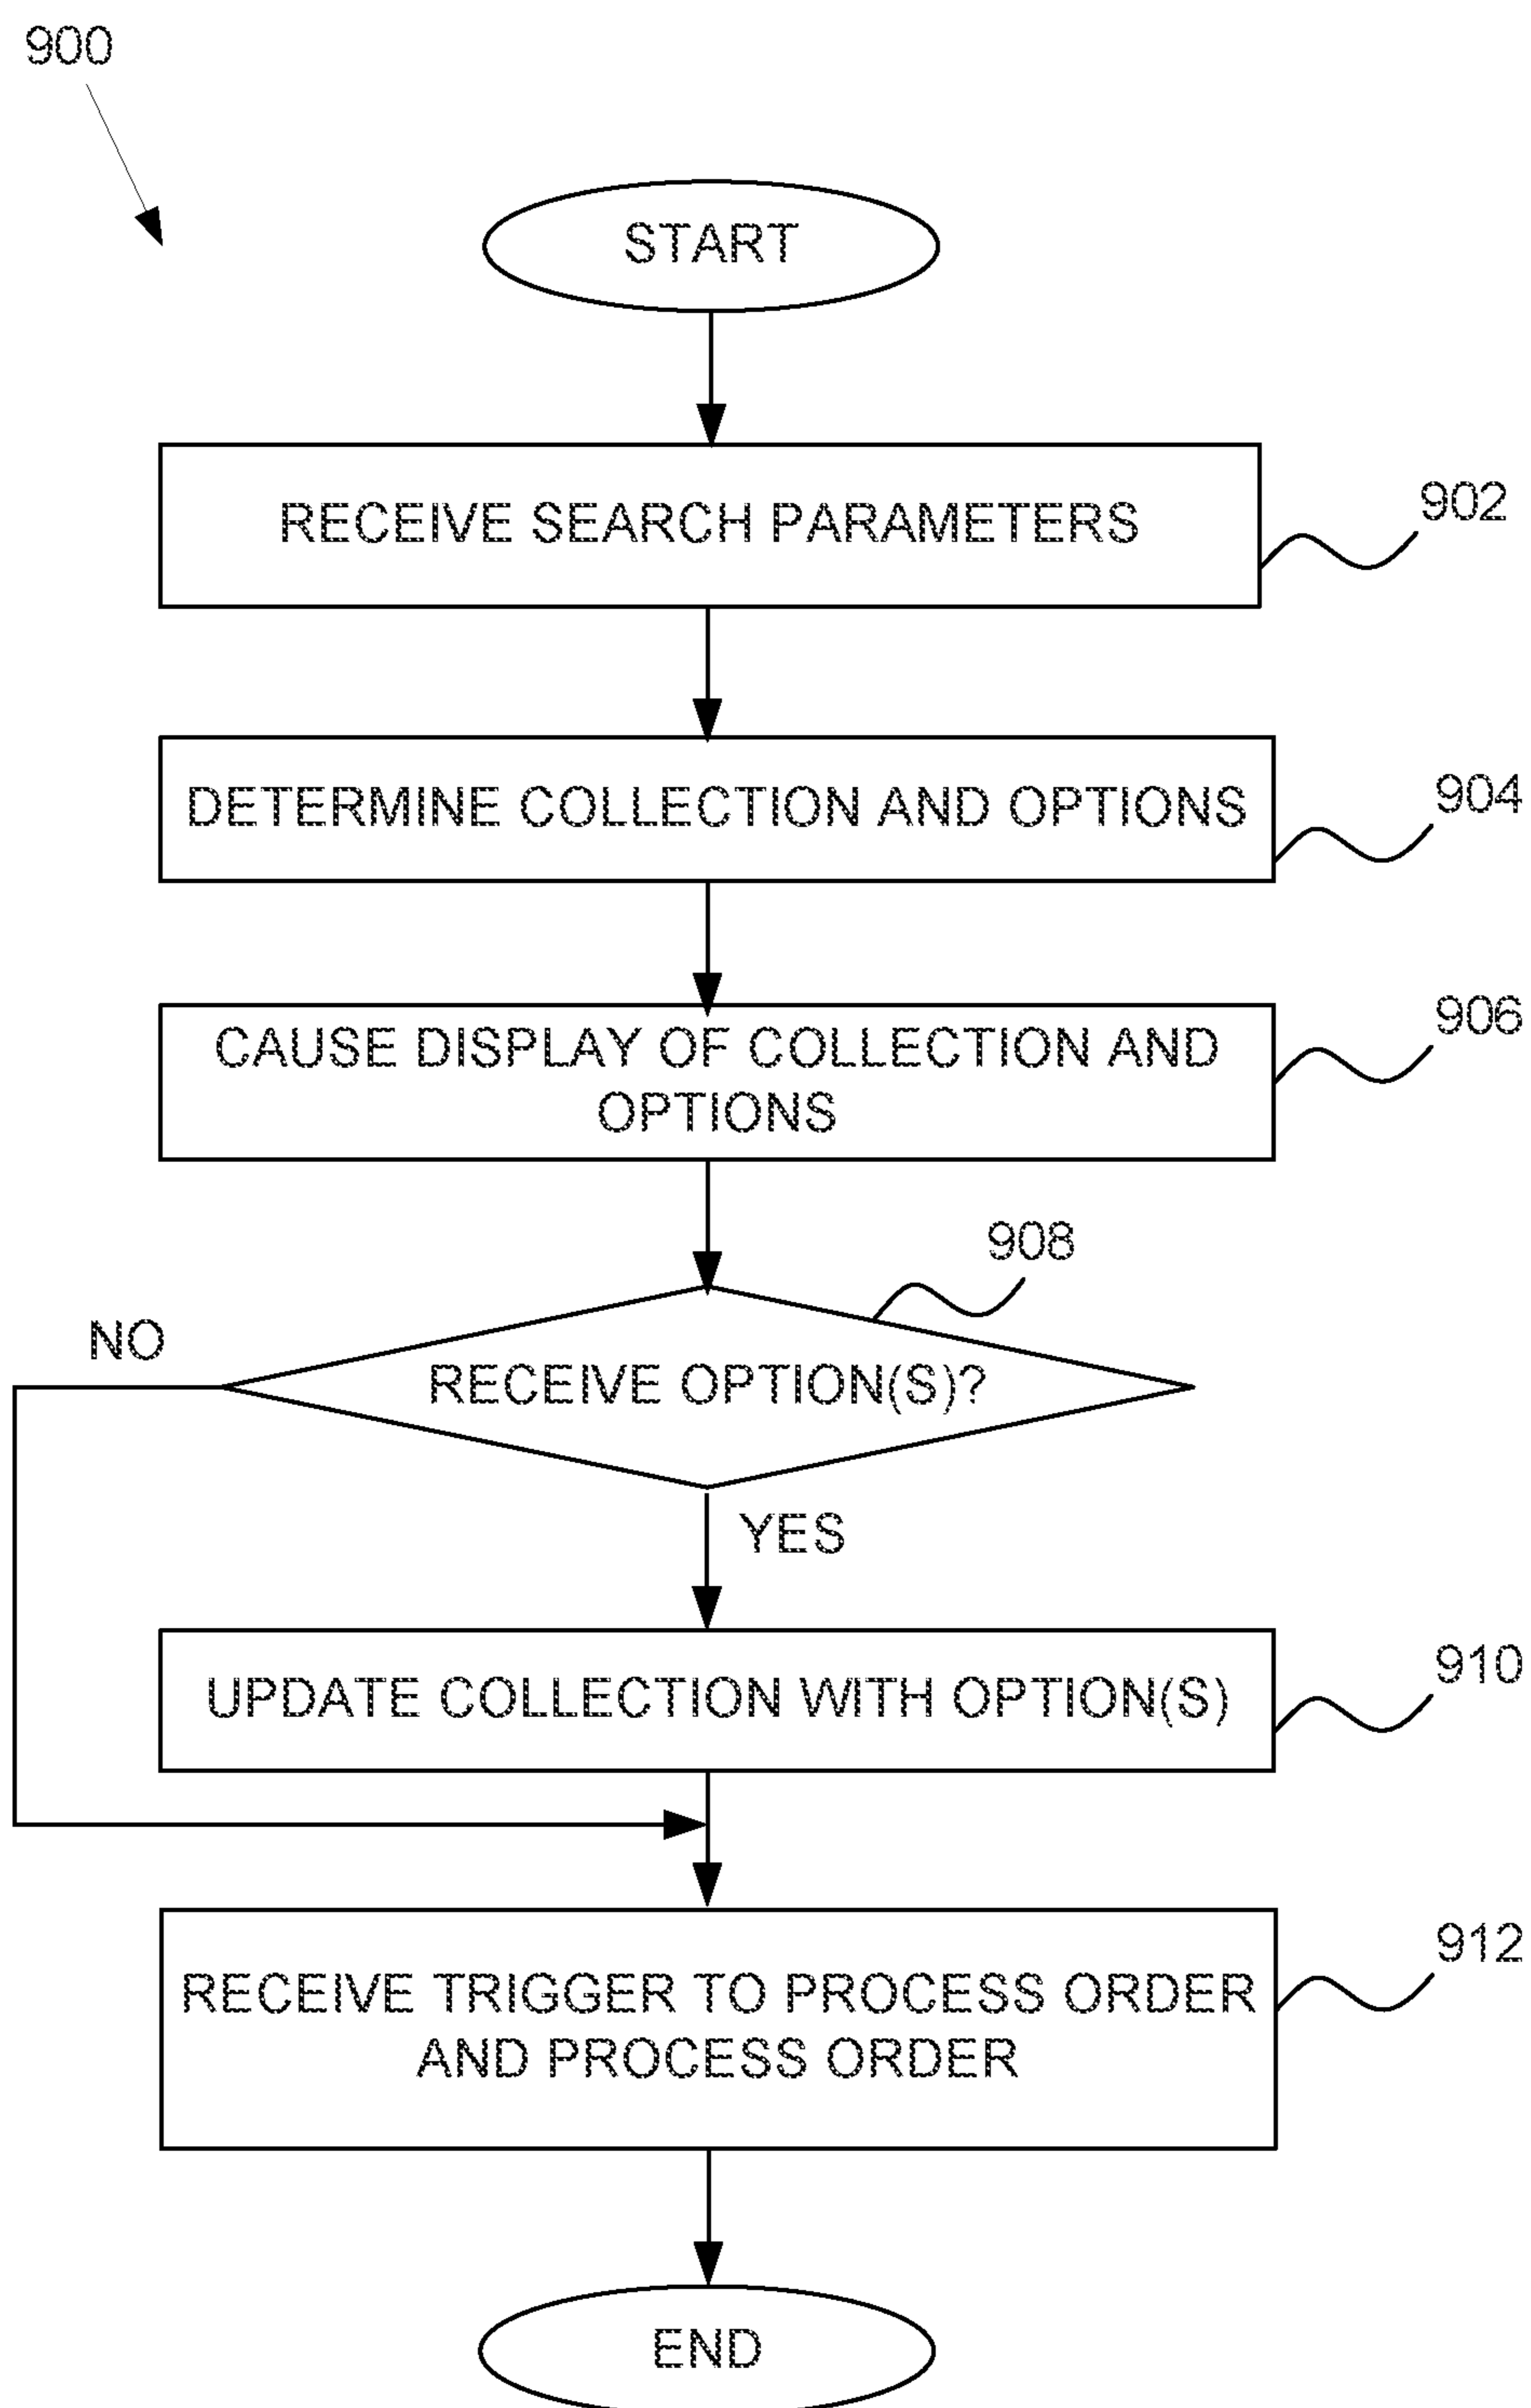 900
START
RECEIVE SEARCH PARAMETERS
902
DETERMINE COLLECTION AND OPTIONS
904
CAUSE DISPLAY OF COLLECTION AND
OPTIONS
906
908
RECEIVE OPTION(S)?
NO
YES
UPDATE COLLECTION WITH OPTION(S)
910
RECEIVE TRIGGER TO PROCESS ORDER
AND PROCESS ORDER
912
END